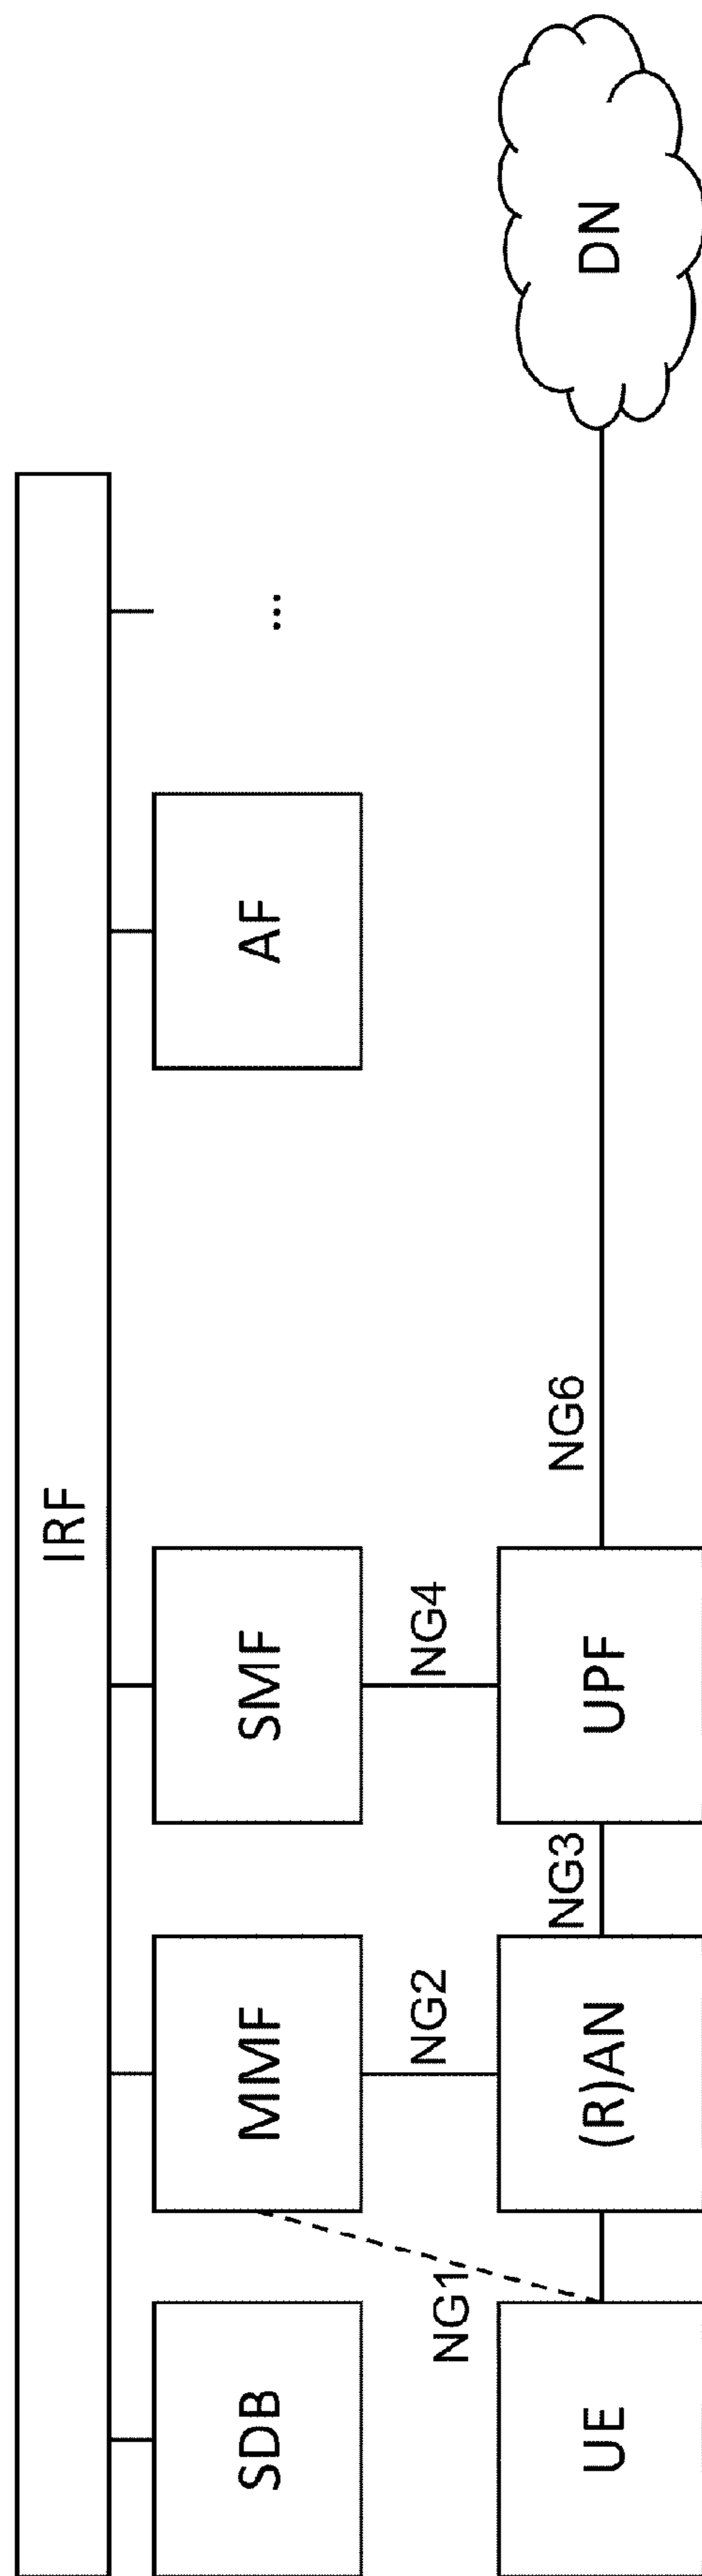 IRF
SDB
MMF
SMF
AF
...
NG1
NG2
NG4
UE
(R)AN
NG3
UPF
NG6
DN